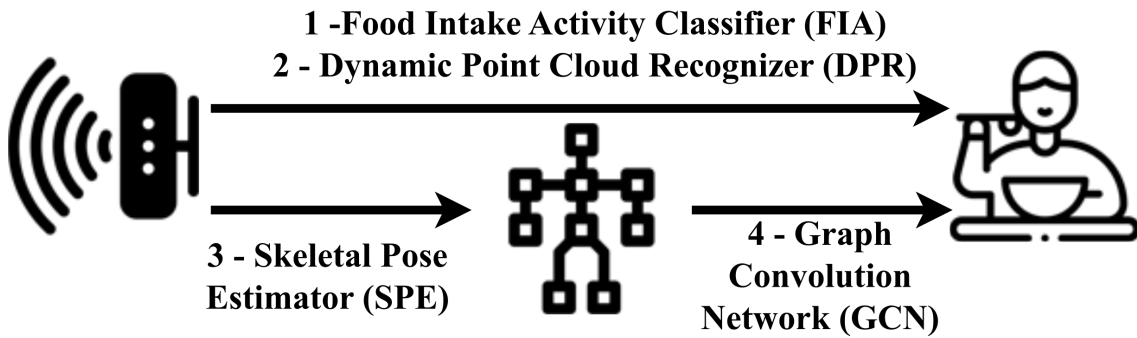 1 -Food Intake Activity Classifier (FIA)
2 - Dynamic Point Cloud Recognizer (DPR)
3 - Skeletal Pose
Estimator (SPE)
4 - Graph
Convolution
Network (GCN)